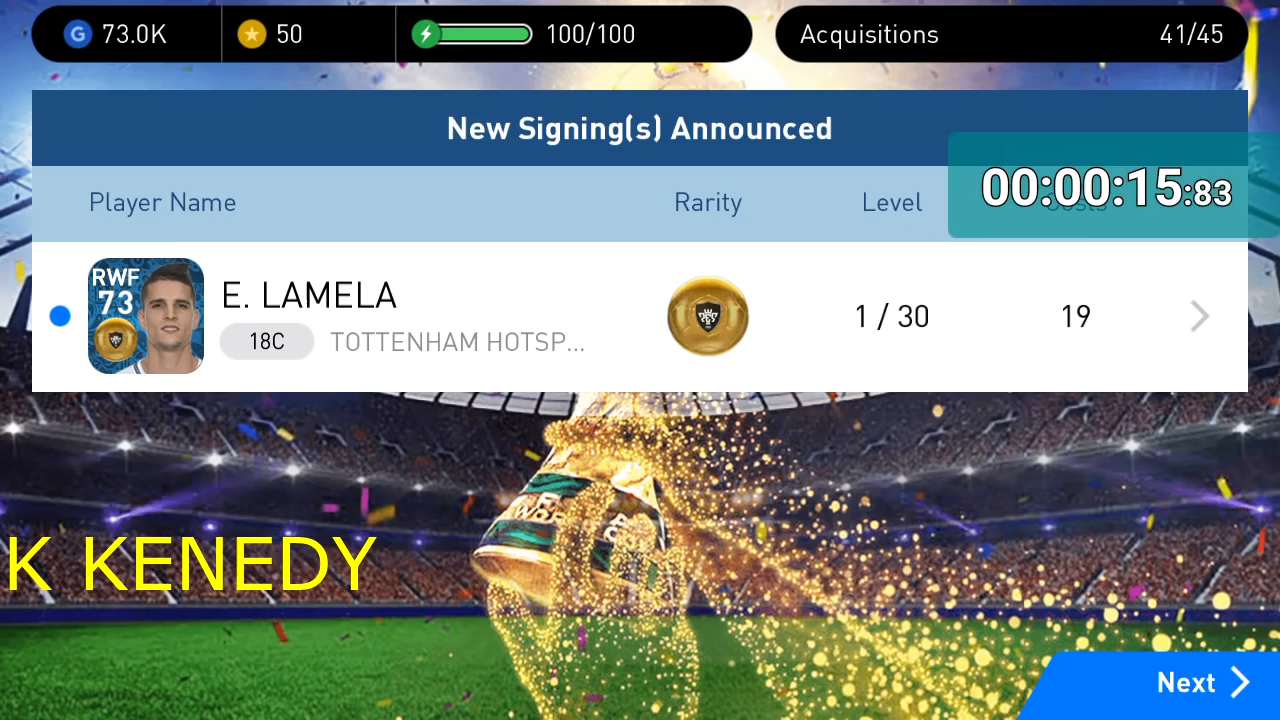 G 73.0K 50 100/100 Acquisitions 41/45
New Signing(s) Announced
00:00:15:83
Player Name Rarity Level
RWF
73
E. LAMELA
18C TOTTENHAM HOTSP...
1 / 30 19
K KENEDY
Next